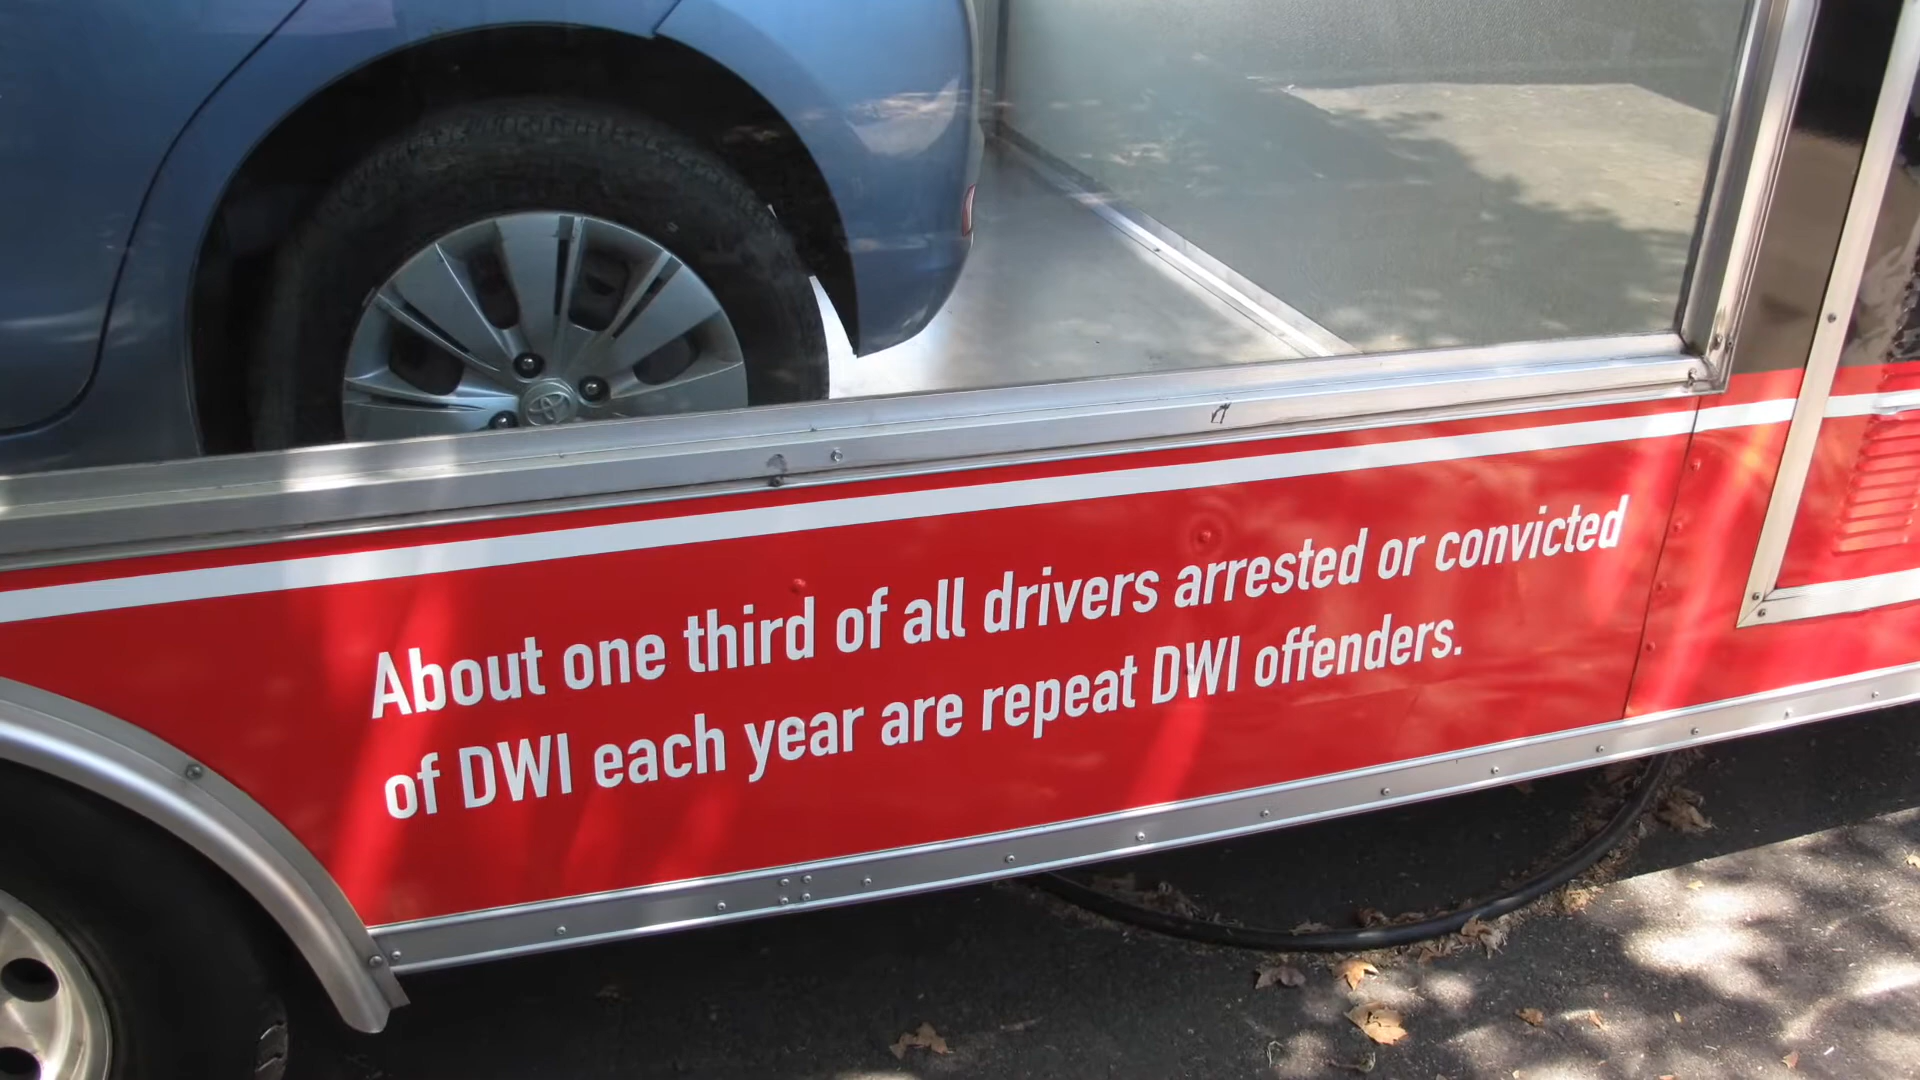 About one third of all drivers arrested or convicted
of DWI each year are repeat DWI offenders.